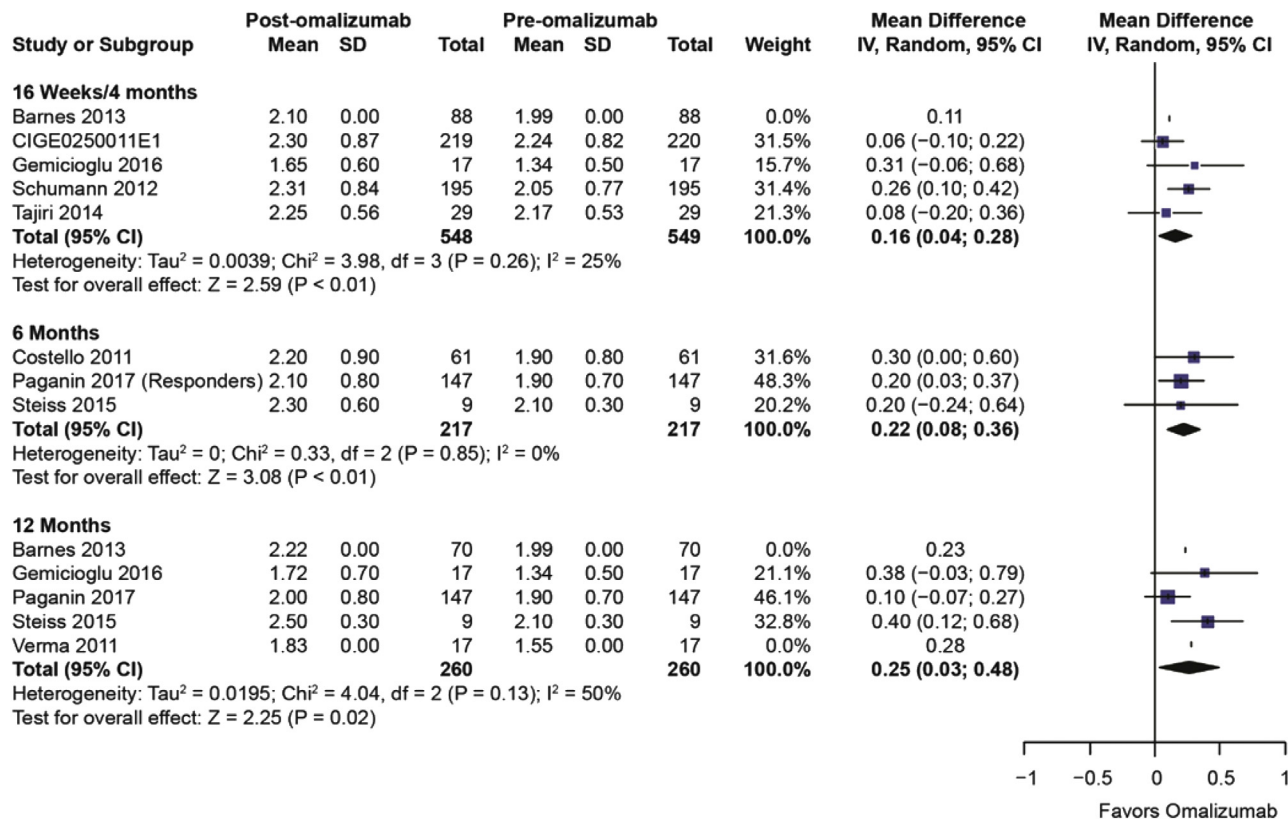 Post-omalizumab Pre-omalizumab Mean Difference Mean Difference
Study or Subgroup Mean SD Total Mean SD Total Weight IV, Random, 95% CI IV, Random, 95% CI
16 Weeks/4 months
Barnes 2013 2.10 0.00 88 1.99 0.00 88 0.0% 0.11
CIGE0250011E1 2.30 0.87 219 2.24 0.82 220 31.5% 0.06 (−0.10; 0.22)
Gemicioglu 2016 1.65 0.60 17 1.34 0.50 17 15.7% 0.31 (−0.06; 0.68)
Schumann 2012 2.31 0.84 195 2.05 0.77 195 31.4% 0.26 (0.10; 0.42)
Tajiri 2014 2.25 0.56 29 2.17 0.53 29 21.3% 0.08 (−0.20; 0.36)
Total (95% CI) 548 549 100.0% 0.16 (0.04; 0.28)
Heterogeneity: Tau² = 0.0039; Chi² = 3.98, df = 3 (P = 0.26); I² = 25%
Test for overall effect: Z = 2.59 (P < 0.01)
6 Months
Costello 2011 2.20 0.90 61 1.90 0.80 61 31.6% 0.30 (0.00; 0.60)
Paganin 2017 (Responders) 2.10 0.80 147 1.90 0.70 147 48.3% 0.20 (0.03; 0.37)
Steiss 2015 2.30 0.60 9 2.10 0.30 9 20.2% 0.20 (−0.24; 0.64)
Total (95% CI) 217 217 100.0% 0.22 (0.08; 0.36)
Heterogeneity: Tau² = 0; Chi² = 0.33, df = 2 (P = 0.85); I² = 0%
Test for overall effect: Z = 3.08 (P < 0.01)
12 Months
Barnes 2013 2.22 0.00 70 1.99 0.00 70 0.0% 0.23
Gemicioglu 2016 1.72 0.70 17 1.34 0.50 17 21.1% 0.38 (−0.03; 0.79)
Paganin 2017 2.00 0.80 147 1.90 0.70 147 46.1% 0.10 (−0.07; 0.27)
Steiss 2015 2.50 0.30 9 2.10 0.30 9 32.8% 0.40 (0.12; 0.68)
Verma 2011 1.83 0.00 17 1.55 0.00 17 0.0% 0.28
Total (95% CI) 260 260 100.0% 0.25 (0.03; 0.48)
Heterogeneity: Tau² = 0.0195; Chi² = 4.04, df = 2 (P = 0.13); I² = 50%
Test for overall effect: Z = 2.25 (P = 0.02)
−1 −0.5 0 0.5 1
Favors Omalizumab